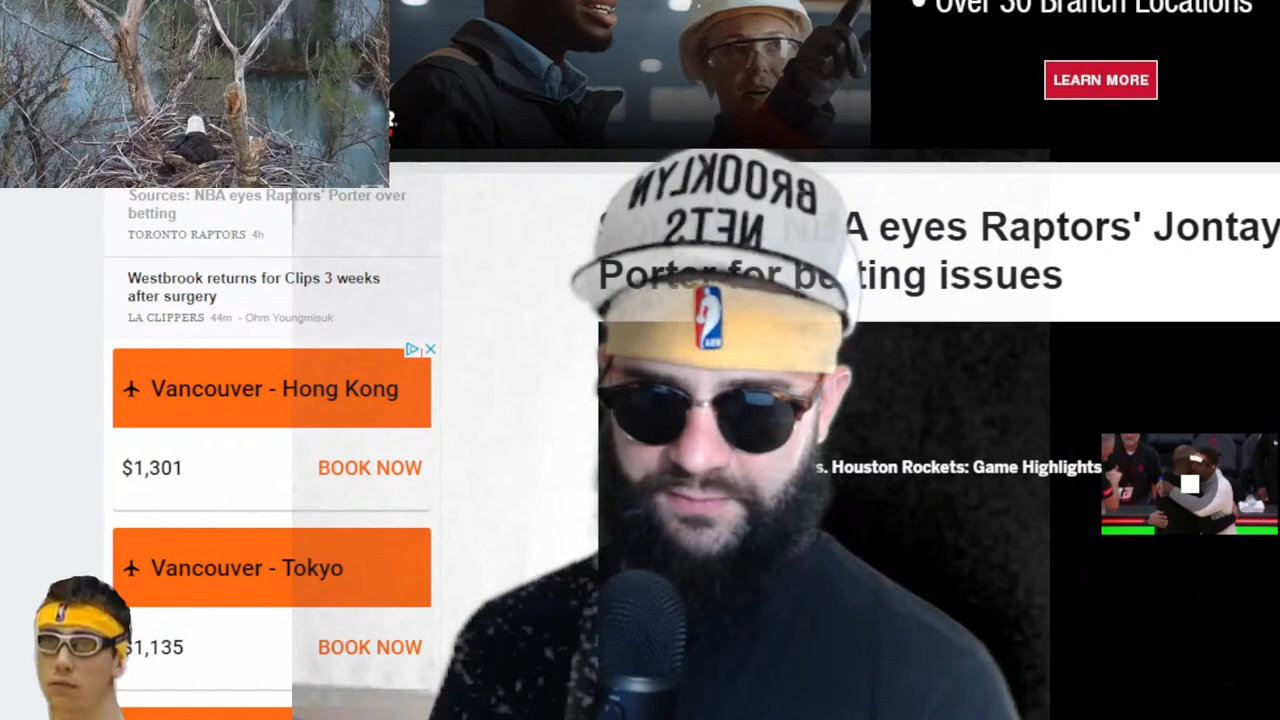 • Over 30 Branch Locations
LEARN MORE
Sources: NBA eyes Raptors' Porter over
betting
TORONTO RAPTORS 4h
Westbrook returns for Clips 3 weeks
after surgery
LA CLIPPERS 44m - Ohm Youngmisuk
Vancouver - Hong Kong
$1,301 BOOK NOW
Vancouver - Tokyo
$1,135 BOOK NOW
BROOKLYN
NETS
A eyes Raptors' Jontay
Porter for betting issues
s. Houston Rockets: Game Highlights